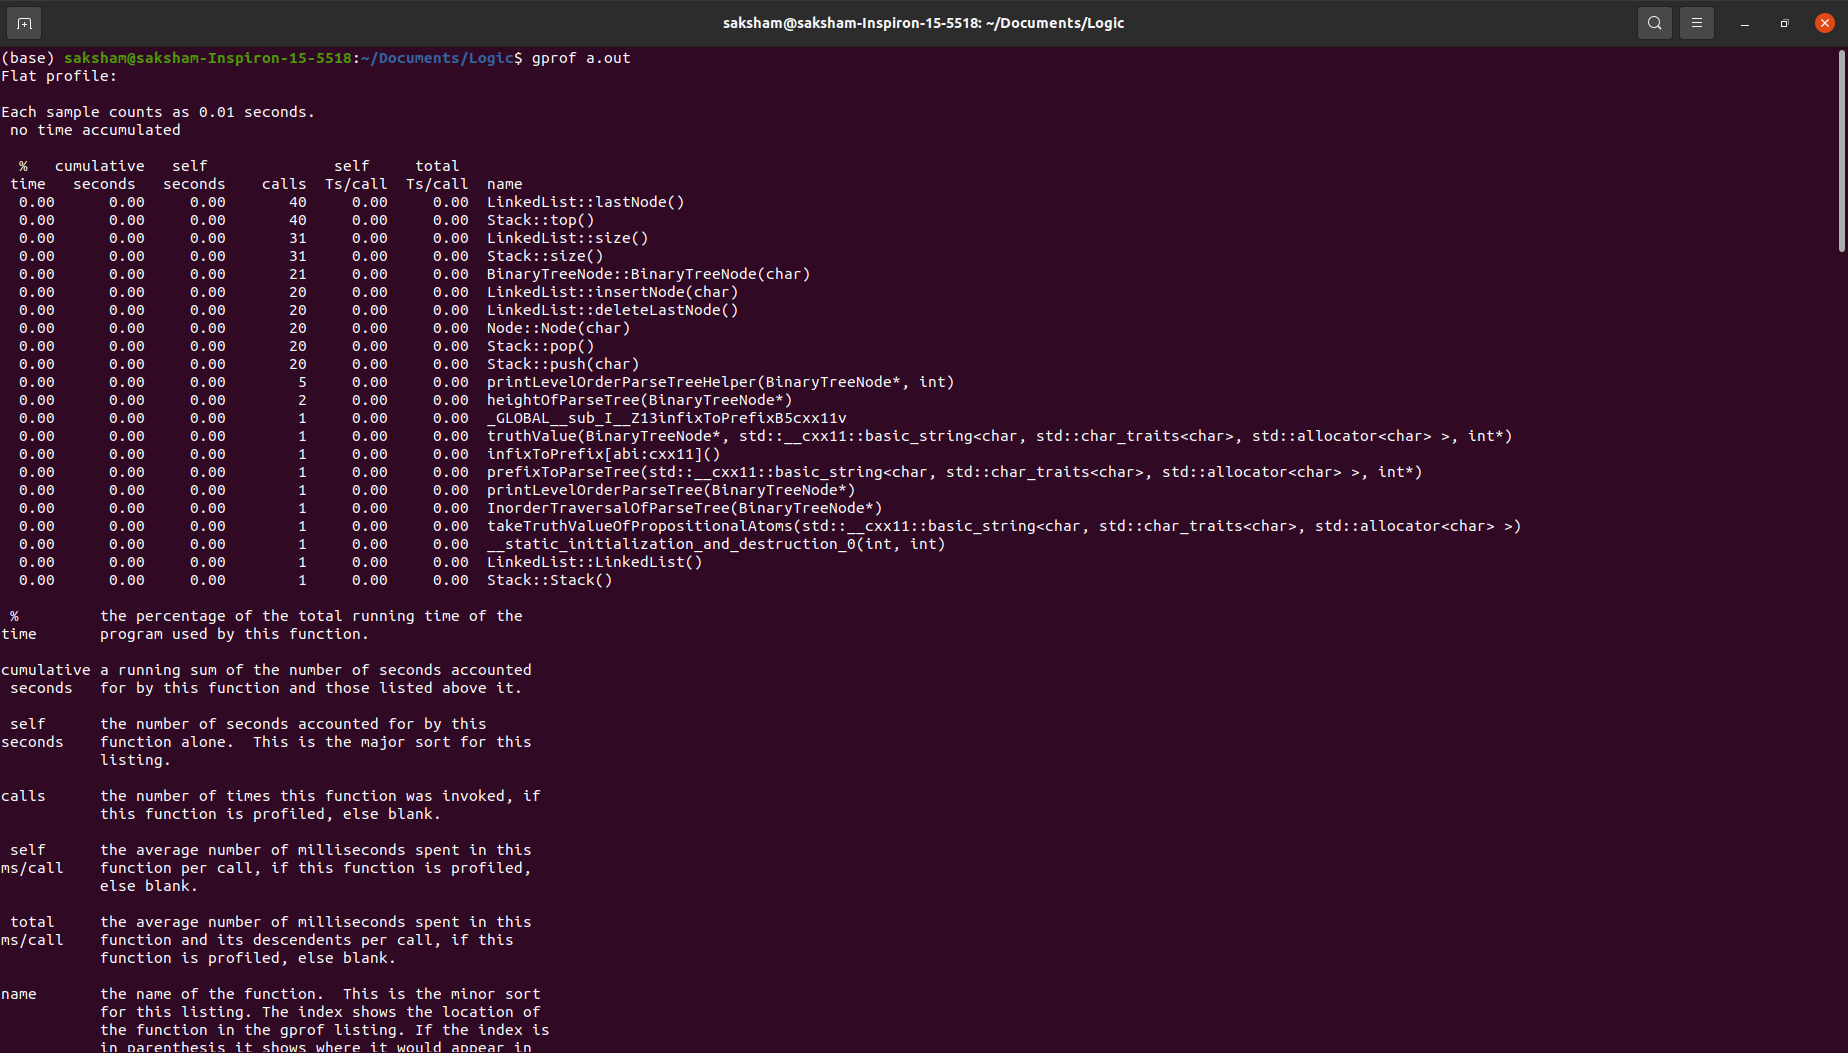 saksham@saksham-Inspiron-15-5518: ~/Documents/Logic
(base) saksham@saksham-Inspiron-15-5518:~/Documents/Logic$ gprof a.out
Flat profile:

Each sample counts as 0.01 seconds.
 no time accumulated

  %   cumulative   self              self     total
 time   seconds   seconds    calls  Ts/call  Ts/call  name
  0.00      0.00     0.00       40     0.00     0.00  LinkedList::lastNode()
  0.00      0.00     0.00       40     0.00     0.00  Stack::top()
  0.00      0.00     0.00       31     0.00     0.00  LinkedList::size()
  0.00      0.00     0.00       31     0.00     0.00  Stack::size()
  0.00      0.00     0.00       21     0.00     0.00  BinaryTreeNode::BinaryTreeNode(char)
  0.00      0.00     0.00       20     0.00     0.00  LinkedList::insertNode(char)
  0.00      0.00     0.00       20     0.00     0.00  LinkedList::deleteLastNode()
  0.00      0.00     0.00       20     0.00     0.00  Node::Node(char)
  0.00      0.00     0.00       20     0.00     0.00  Stack::pop()
  0.00      0.00     0.00       20     0.00     0.00  Stack::push(char)
  0.00      0.00     0.00        5     0.00     0.00  printLevelOrderParseTreeHelper(BinaryTreeNode*, int)
  0.00      0.00     0.00        2     0.00     0.00  heightOfParseTree(BinaryTreeNode*)
  0.00      0.00     0.00        1     0.00     0.00  _GLOBAL__sub_I__Z13infixToPrefixB5cxx11v
  0.00      0.00     0.00        1     0.00     0.00  truthValue(BinaryTreeNode*, std::__cxx11::basic_string<char, std::char_traits<char>, std::allocator<char> >, int*)
  0.00      0.00     0.00        1     0.00     0.00  infixToPrefix[abi:cxx11]()
  0.00      0.00     0.00        1     0.00     0.00  prefixToParseTree(std::__cxx11::basic_string<char, std::char_traits<char>, std::allocator<char> >, int*)
  0.00      0.00     0.00        1     0.00     0.00  printLevelOrderParseTree(BinaryTreeNode*)
  0.00      0.00     0.00        1     0.00     0.00  InorderTraversalOfParseTree(BinaryTreeNode*)
  0.00      0.00     0.00        1     0.00     0.00  takeTruthValueOfPropositionalAtoms(std::__cxx11::basic_string<char, std::char_traits<char>, std::allocator<char> >)
  0.00      0.00     0.00        1     0.00     0.00  __static_initialization_and_destruction_0(int, int)
  0.00      0.00     0.00        1     0.00     0.00  LinkedList::LinkedList()
  0.00      0.00     0.00        1     0.00     0.00  Stack::Stack()

 %         the percentage of the total running time of the
time       program used by this function.

cumulative a running sum of the number of seconds accounted
 seconds   for by this function and those listed above it.

 self      the number of seconds accounted for by this
seconds    function alone.  This is the major sort for this
           listing.

calls      the number of times this function was invoked, if
           this function is profiled, else blank.

 self      the average number of milliseconds spent in this
ms/call    function per call, if this function is profiled,
           else blank.

 total     the average number of milliseconds spent in this
ms/call    function and its descendents per call, if this
           function is profiled, else blank.

name       the name of the function.  This is the minor sort
           for this listing. The index shows the location of
           the function in the gprof listing. If the index is
           in parenthesis it shows where it would appear in